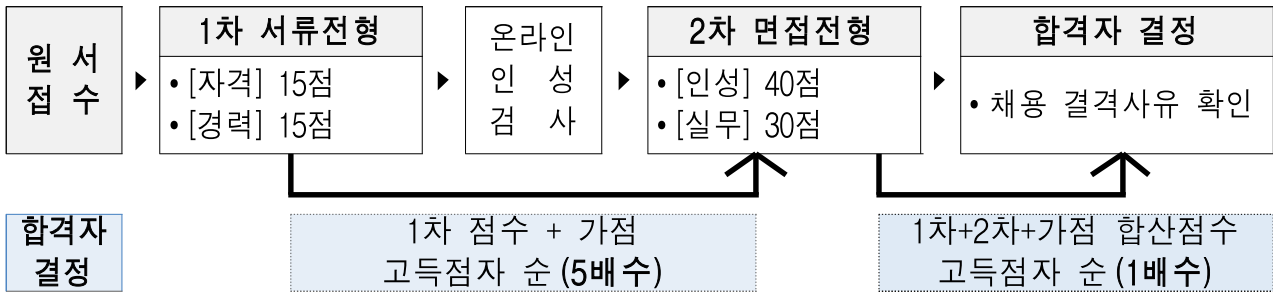 원 서
접 수
1차 서류전형
• [자격] 15점
• [경력] 15점
온라인
인 성
검 사
2차 면접전형
• [인성] 40점
• [실무] 30점
합격자 결정
• 채용 결격사유 확인
합격자
결정
1차 점수 + 가점
고득점자 순 (5배수)
1차+2차+가점 합산점수
고득점자 순 (1배수)